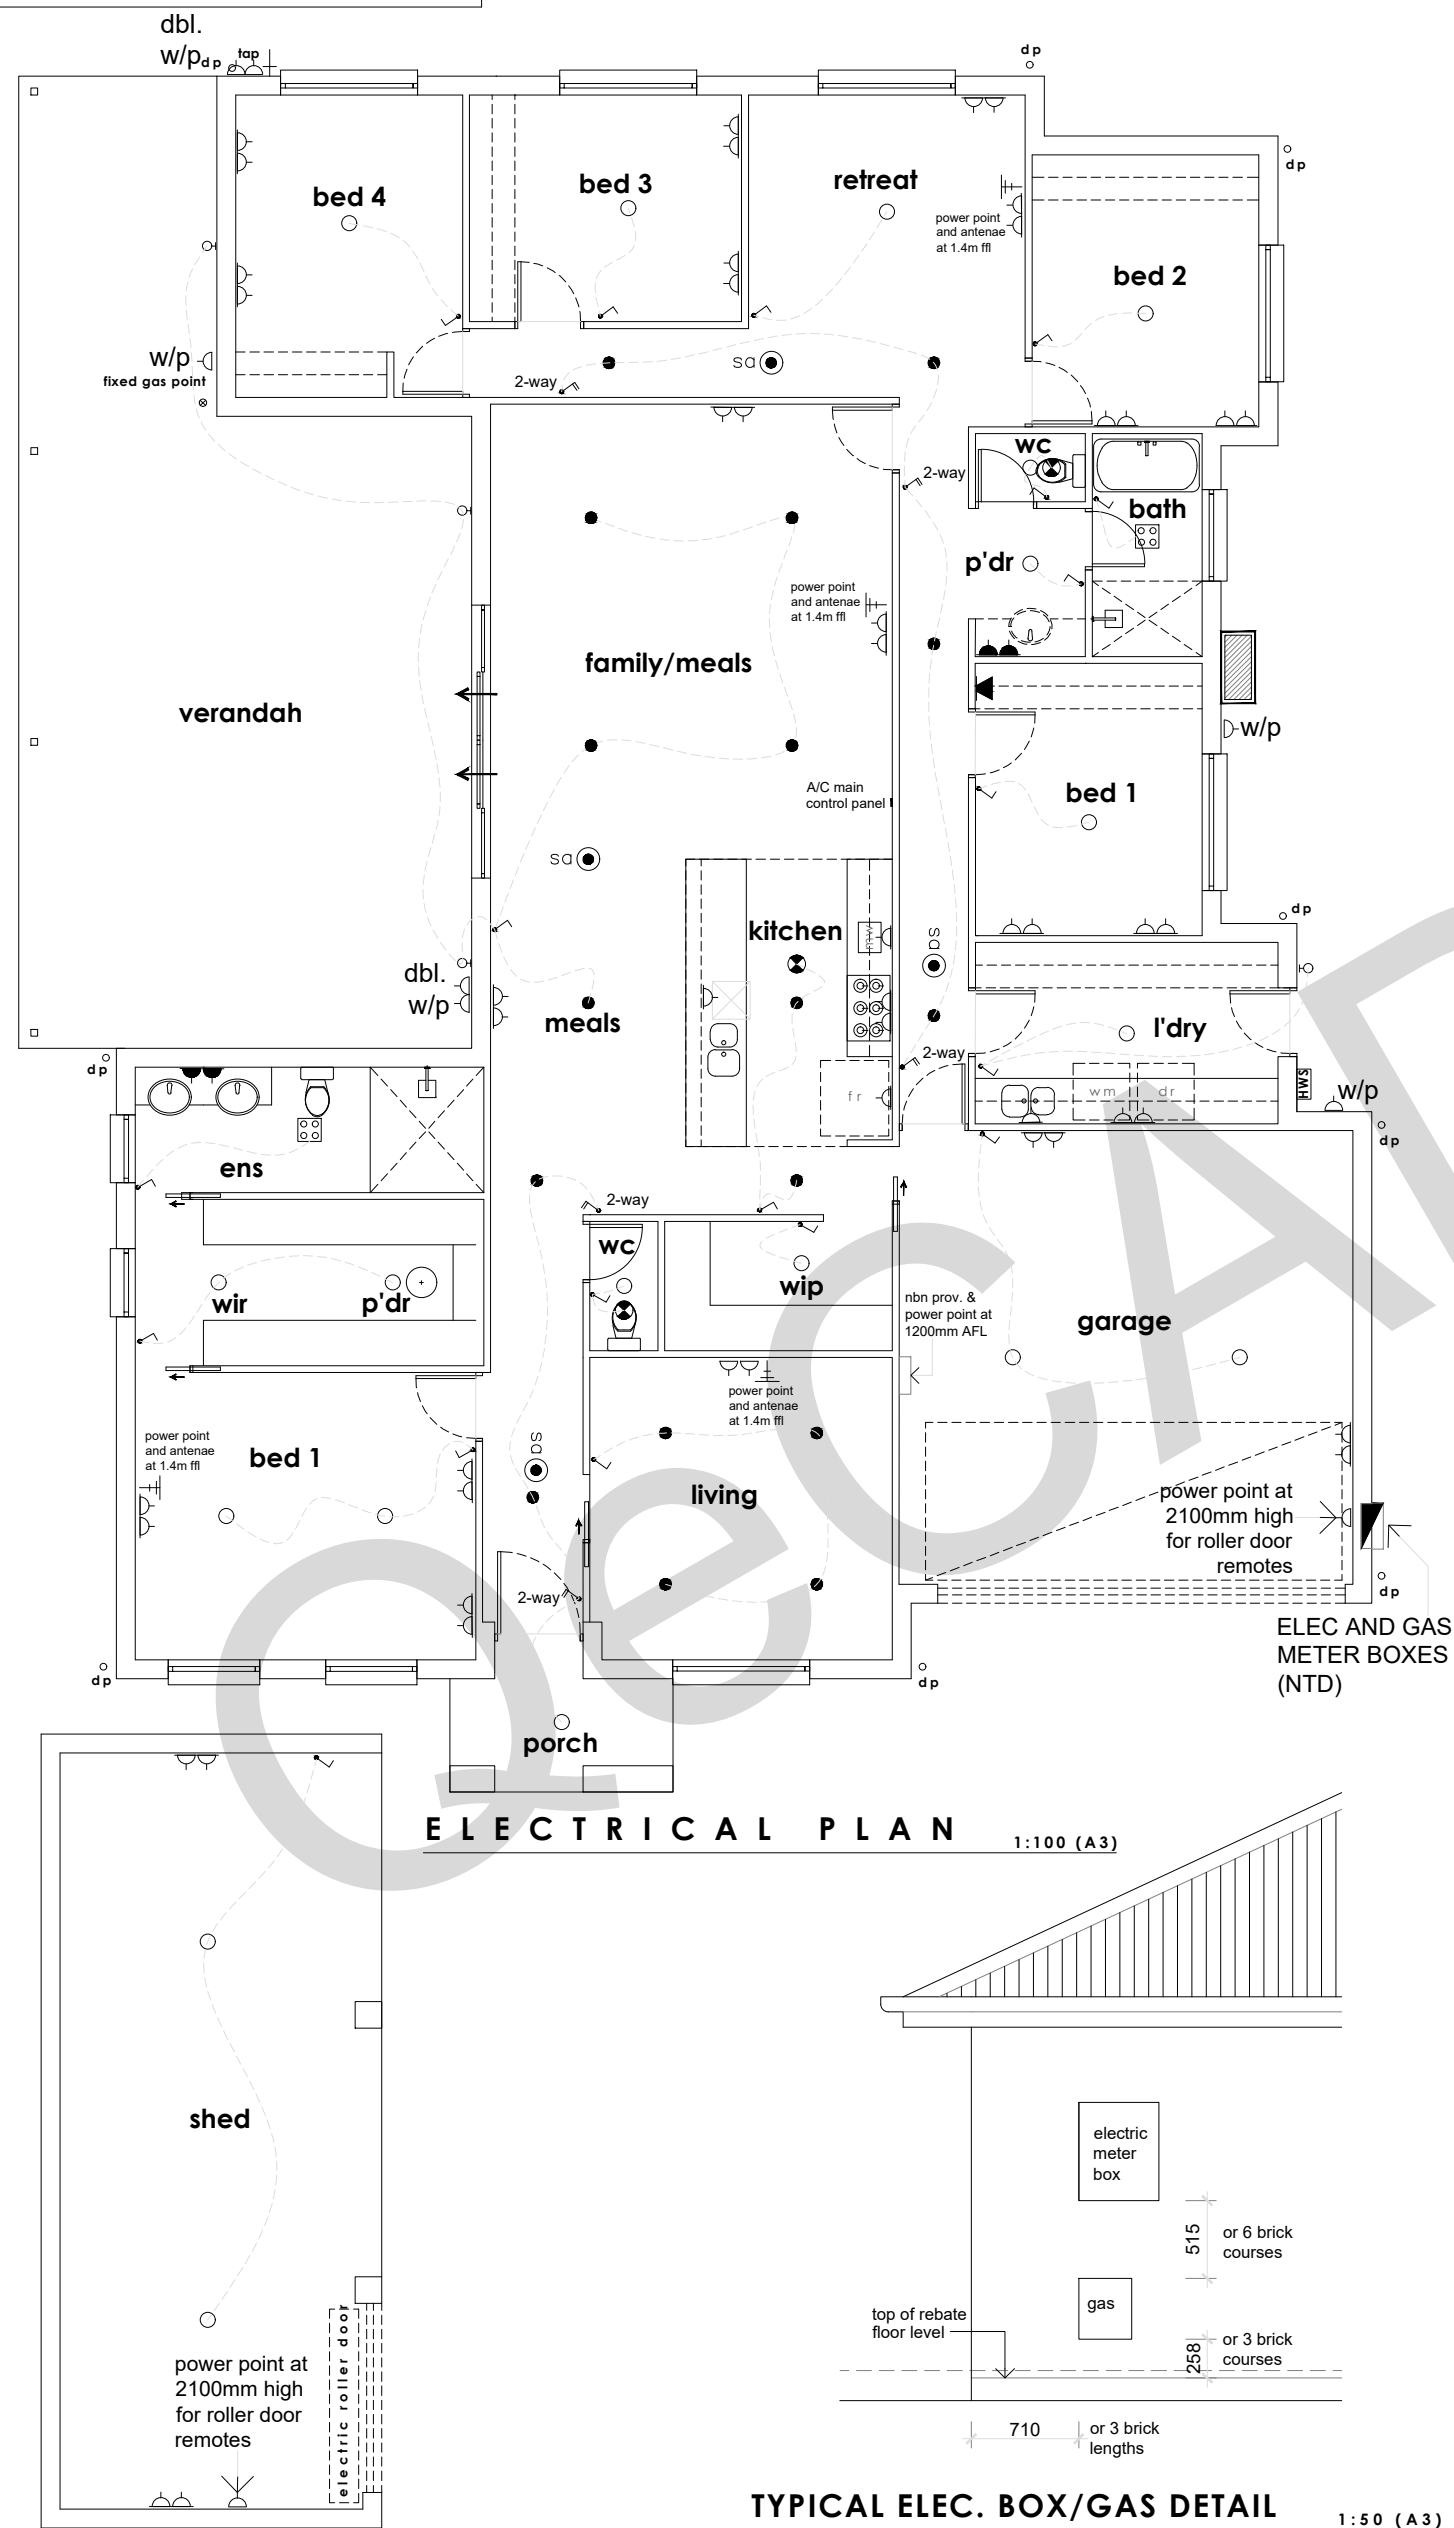 dbl.
w/p
dp
tap
dp
dp
bed 4
bed 3
retreat
power point
and antenae
at 1.4m ffl
bed 2
w/p
fixed gas point
2-way
sa
wc
2-way
bath
p'dr
power point
and antenae
at 1.4m ffl
family/meals
verandah
w/p
A/C main
control panel
bed 1
sa
kitchen
sa
dp
dbl.
w/p
meals
l'dry
2-way
dp
fr
wm
dr
HWS
w/p
dp
ens
2-way
wc
wir
p'dr
wip
nbn prov. &
power point at
1200mm AFL
garage
power point
and antenae
at 1.4m ffl
power point
and antenae
at 1.4m ffl
bed 1
sa
living
power point at
2100mm high
for roller door
remotes
dp
2-way
ELEC AND GAS
METER BOXES
(NTD)
dp
dp
porch
ELECTRICAL PLAN
1:100 (A3)
shed
electric
meter
box
515
or 6 brick
courses
gas
top of rebate
floor level
258
or 3 brick
courses
power point at
2100mm high
for roller door
remotes
electric roller door
710
or 3 brick
lengths
TYPICAL ELEC. BOX/GAS DETAIL
1:50 (A3)